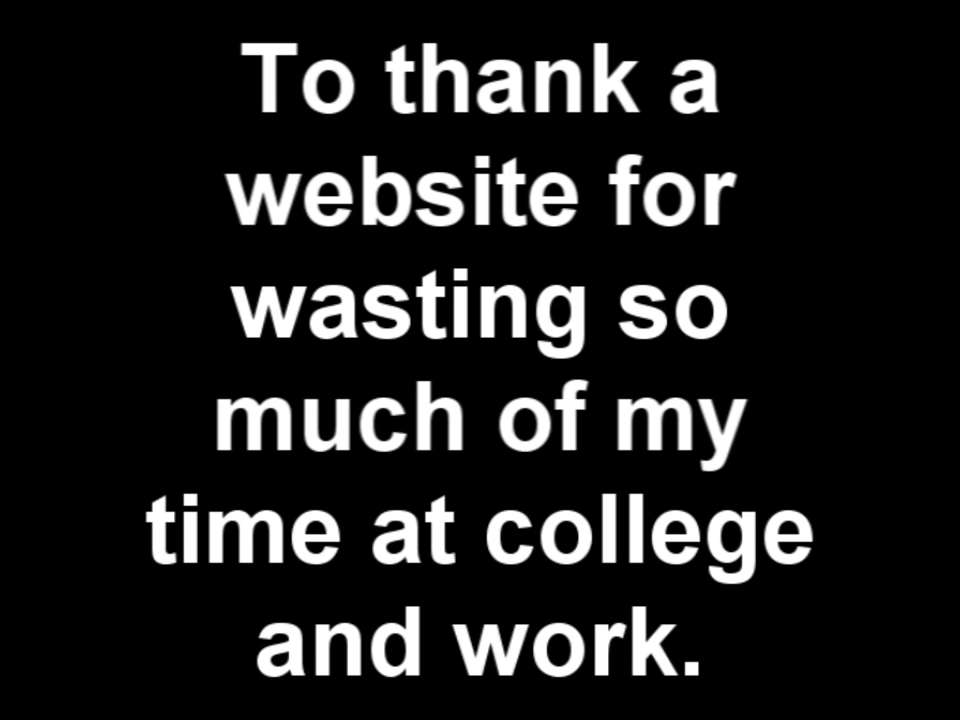 To thank a
website for
wasting so
much of my
time at college
and work.